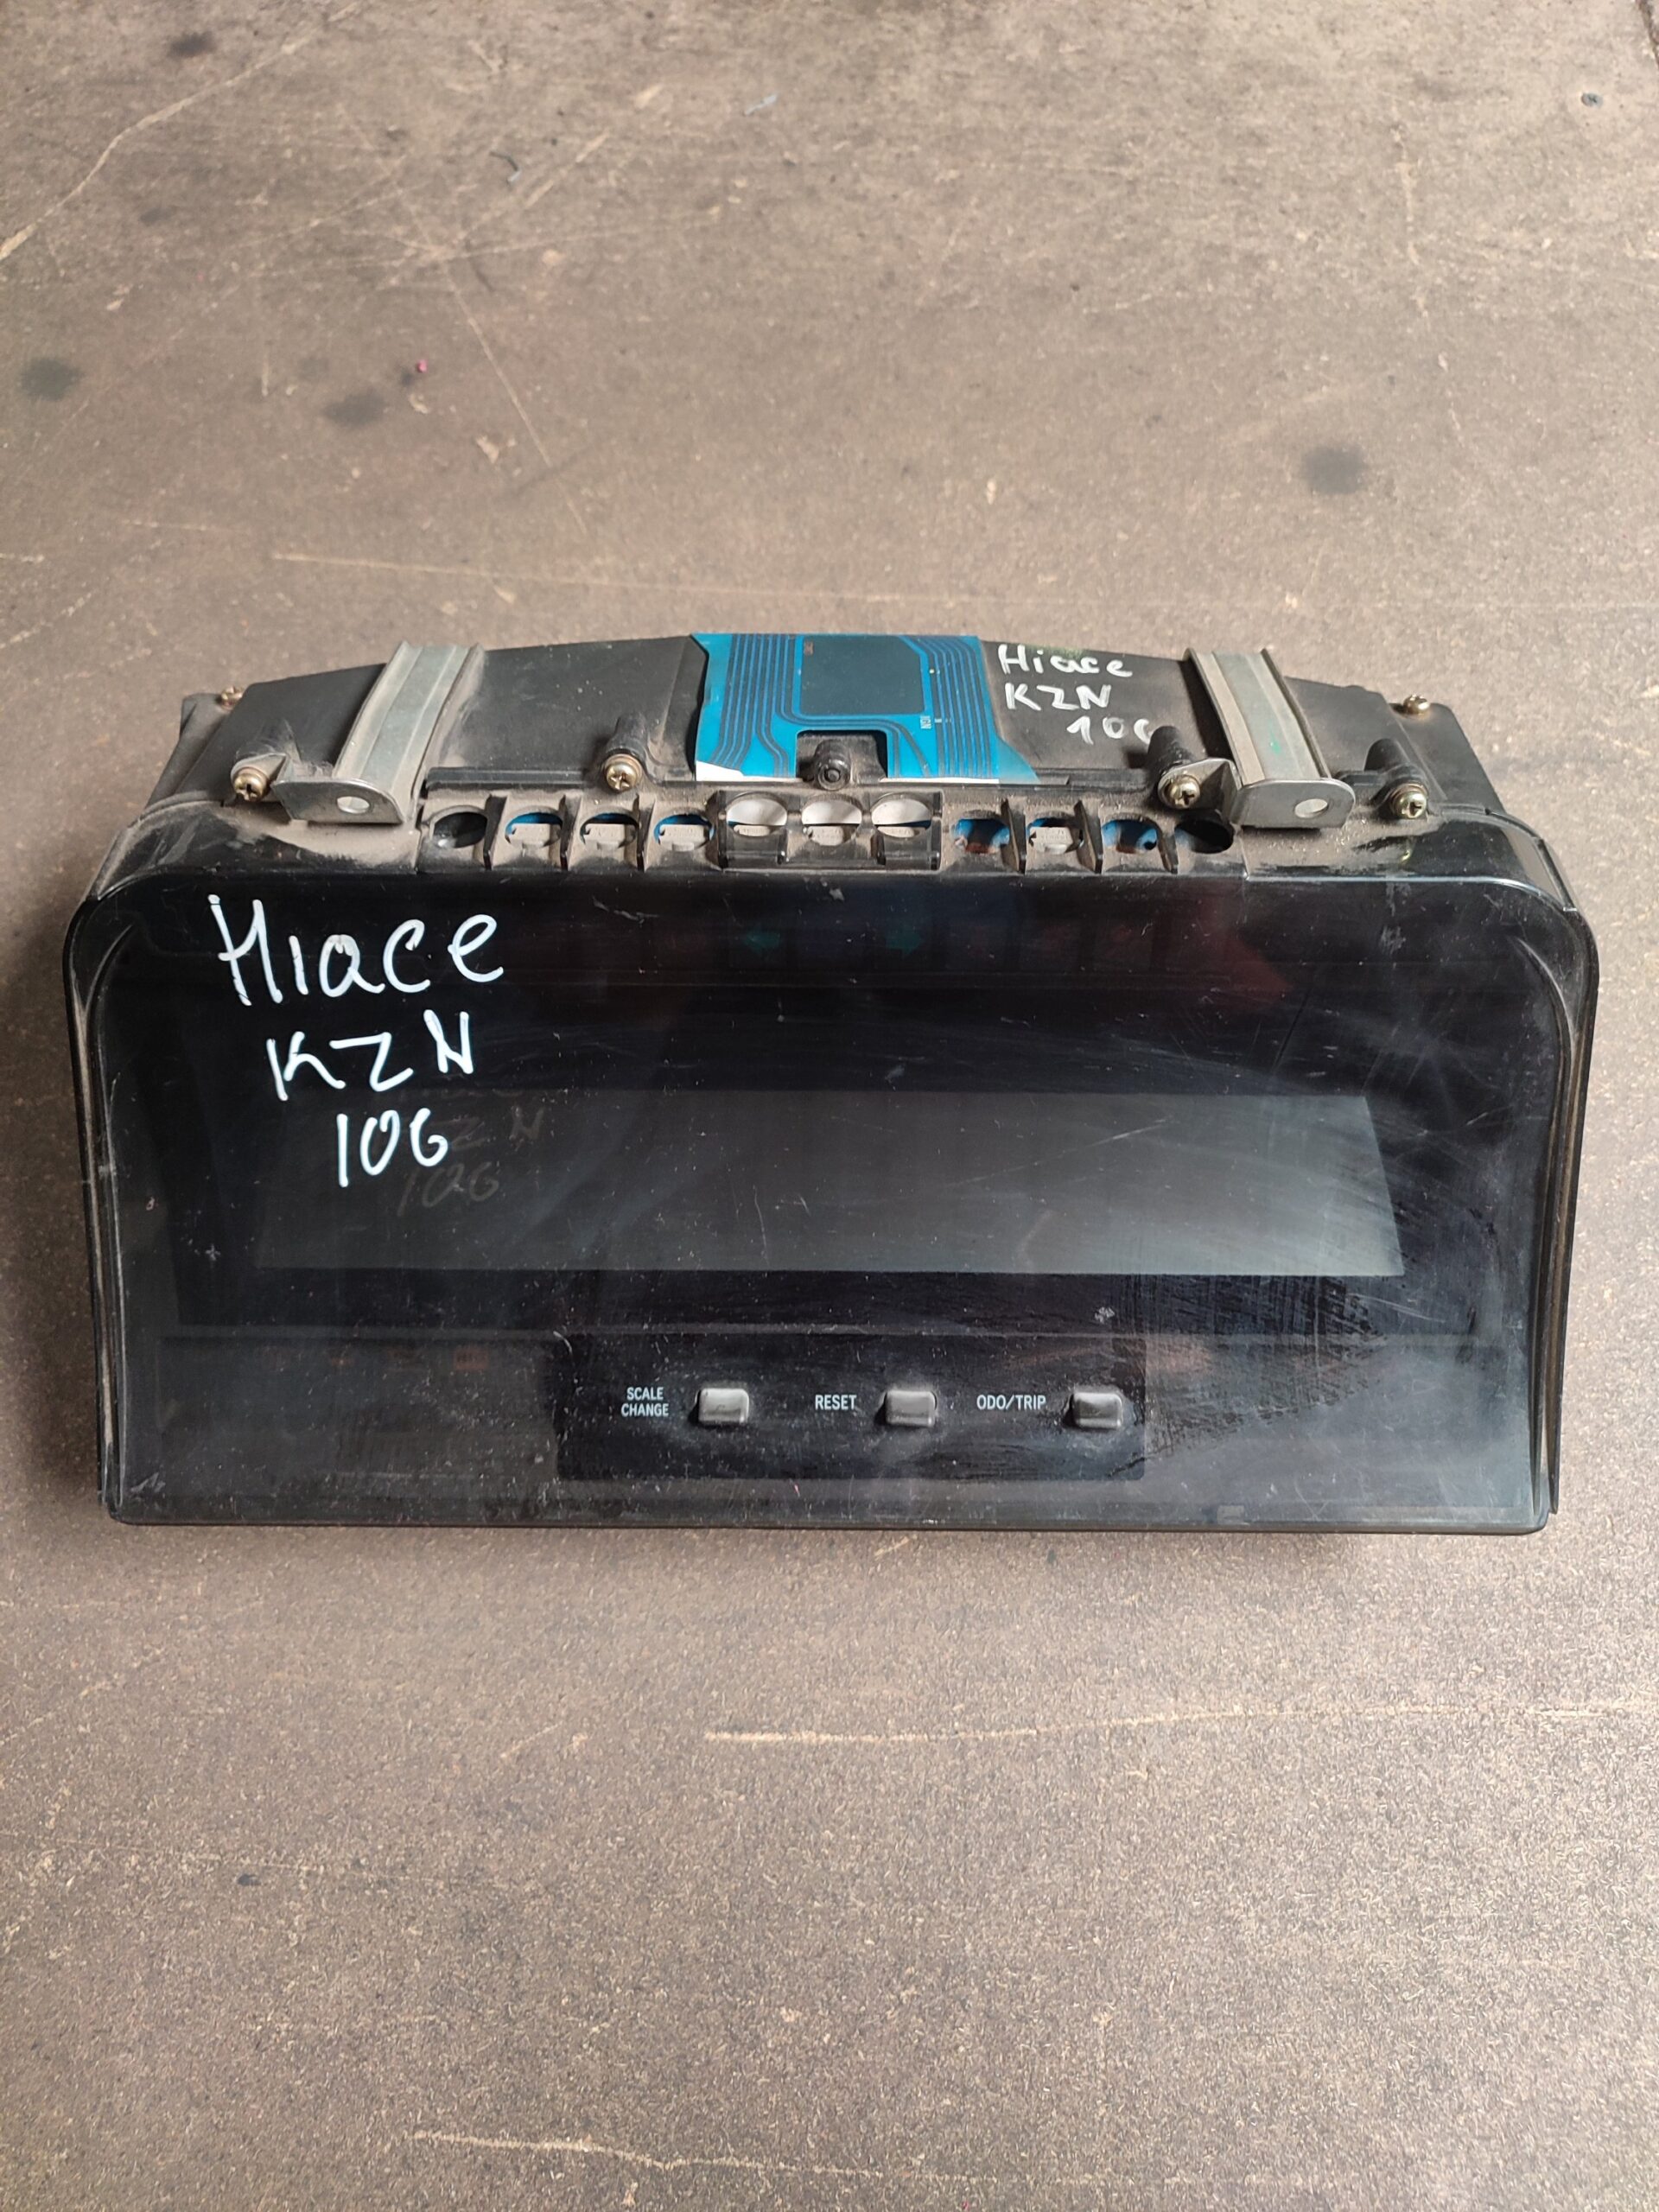 Hiace
KZN
106
Hiace
KZN
106
SCALE
CHANGE
RESET
ODO/TRIP